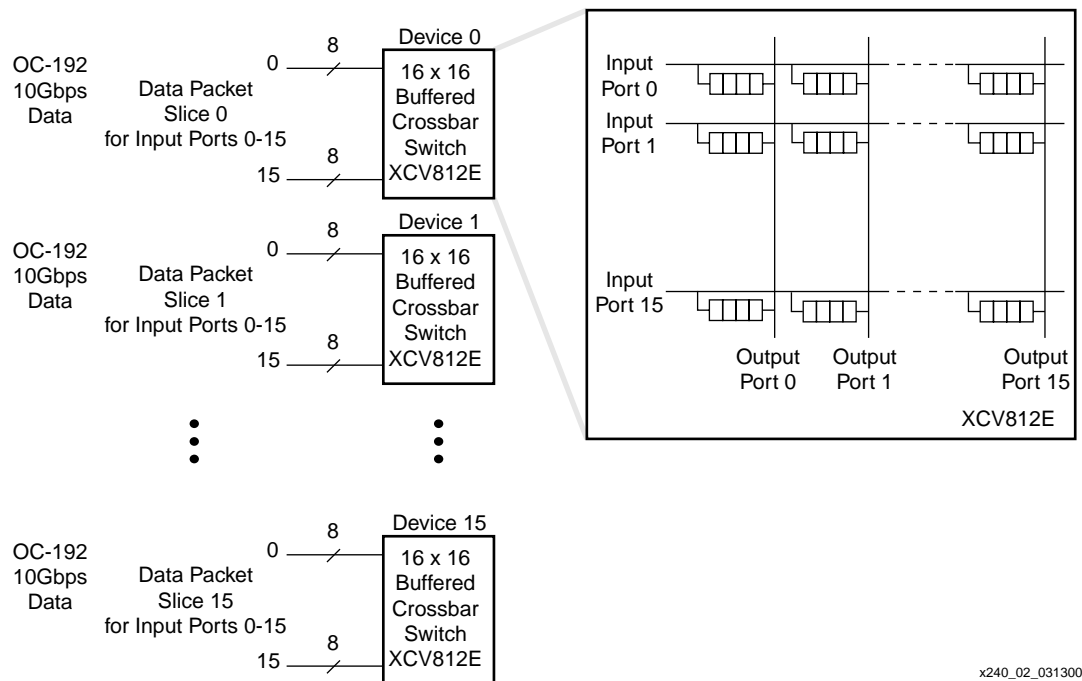 OC-192
10Gbps
Data
Data Packet
Slice 0
for Input Ports 0-15
0
8
15
8
Device 0
16 x 16
Buffered
Crossbar
Switch
XCV812E
OC-192
10Gbps
Data
Data Packet
Slice 1
for Input Ports 0-15
0
8
15
8
Device 1
16 x 16
Buffered
Crossbar
Switch
XCV812E
OC-192
10Gbps
Data
Data Packet
Slice 15
for Input Ports 0-15
0
8
15
8
Device 15
16 x 16
Buffered
Crossbar
Switch
XCV812E
Input
Port 0
Input
Port 1
Input
Port 15
Output
Port 0
Output
Port 1
Output
Port 15
XCV812E
x240_02_031300